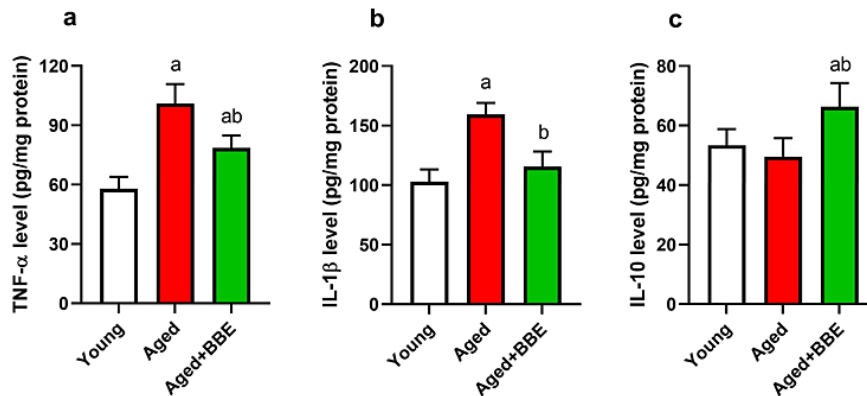 a
TNF-α level (pg/mg protein)
120
90
60
30
0
a
ab
Young
Aged
Aged+BBE
b
IL-1β level (pg/mg protein)
200
150
100
50
0
a
b
Young
Aged
Aged+BBE
c
IL-10 level (pg/mg protein)
80
60
40
20
0
ab
Young
Aged
Aged+BBE